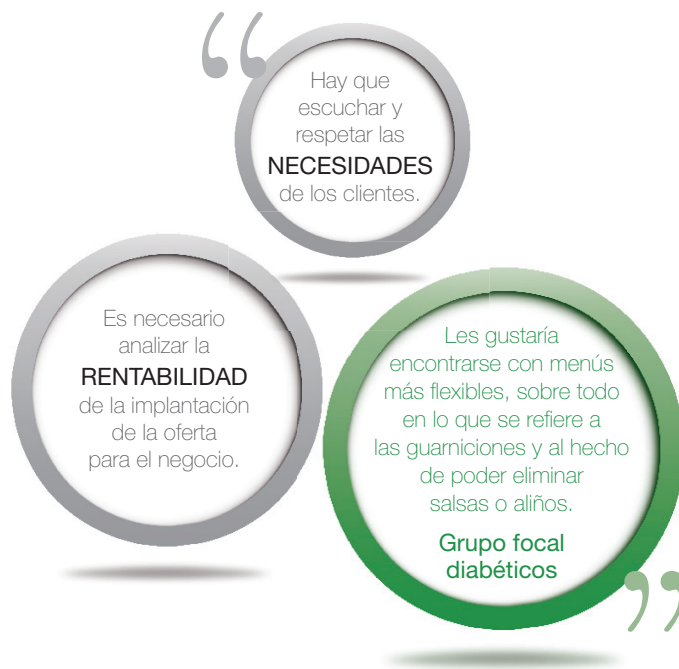 “
Hay que
escuchar y
respetar las
NECESIDADES
de los clientes.
Es necesario
analizar la
RENTABILIDAD
de la implantación
de la oferta
para el negocio.
Les gustaría
encontrarse con menús
más flexibles, sobre todo
en lo que se refiere a
las guarniciones y al hecho
de poder eliminar
salsas o aliños.
Grupo focal
diabéticos
”